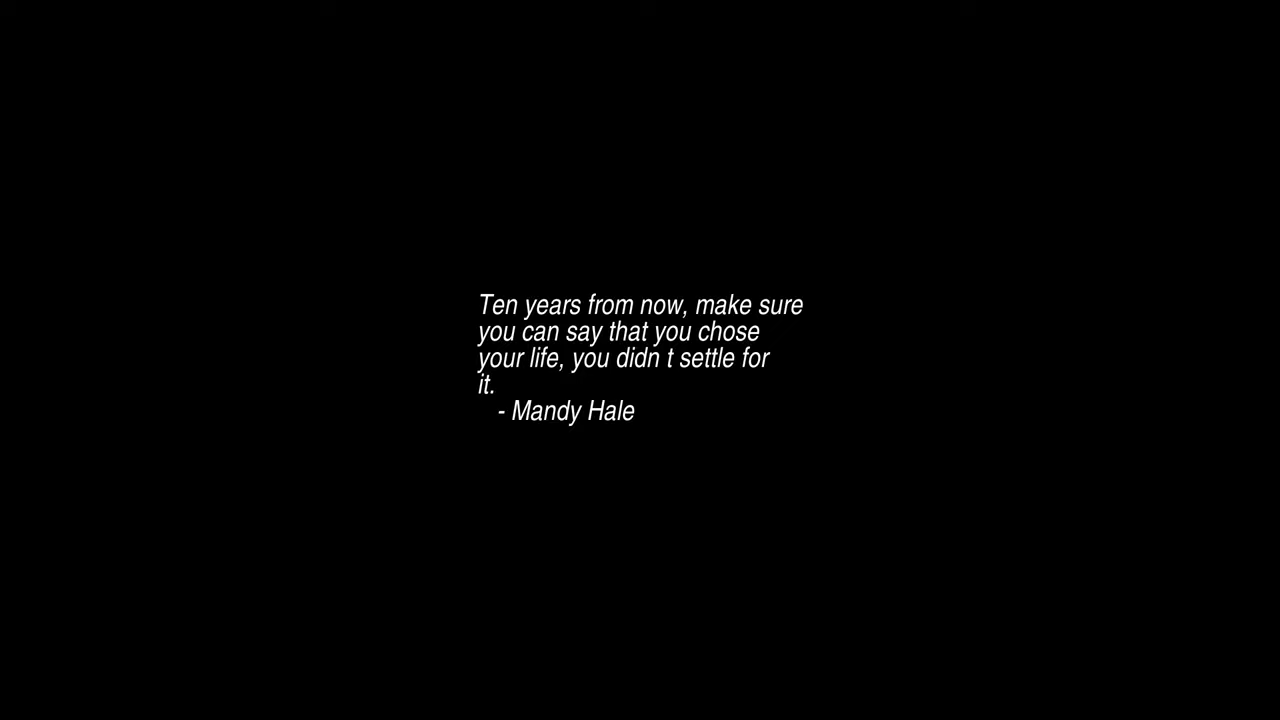 Ten years from now, make sure
you can say that you chose
your life, you didn t settle for
it.
- Mandy Hale